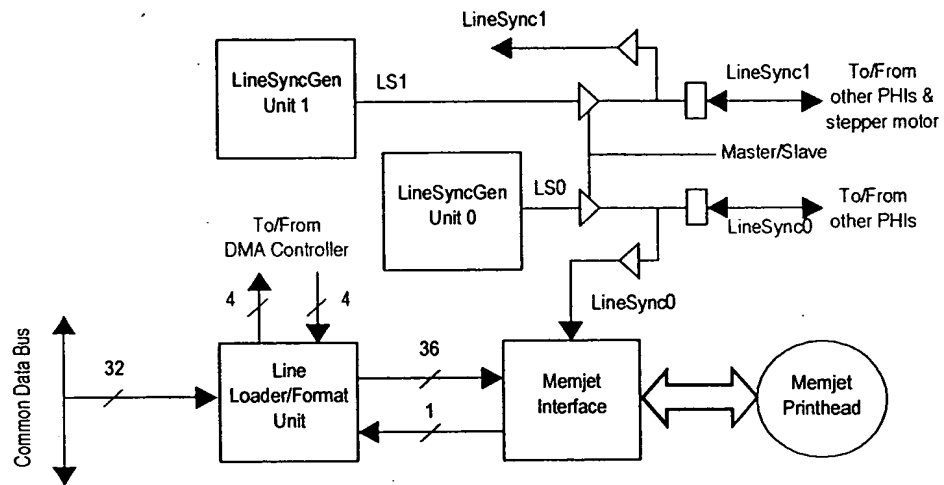 LineSync1
LineSyncGen
Unit 1
LS1
LineSync1
To/From
other PHIs &
stepper motor
Master/Slave
LineSyncGen
Unit 0
LS0
LineSync0
To/From
other PHIs
To/From
DMA Controller
4
4
LineSync0
Common Data Bus
32
Line
Loader/Format
Unit
36
1
Memjet
Interface
Memjet
Printhead